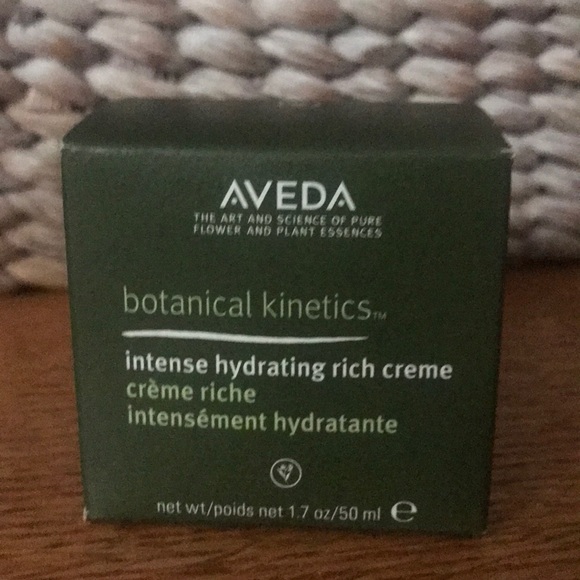 AVEDA
THE ART AND SCIENCE OF PURE
FLOWER AND PLANT ESSENCES
botanical kinetics™
intense hydrating rich creme
crème riche
intensément hydratante
net wt/poids net 1.7 oz/50 ml ℮